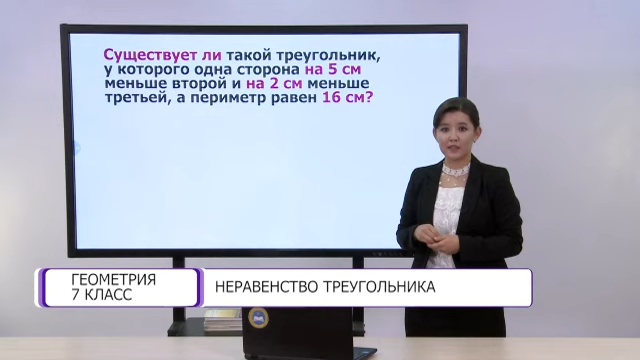 Существует ли такой треугольник,
у которого одна сторона на 5 см
меньше второй и на 2 см меньше
третьей, а периметр равен 16 см?
ГЕОМЕТРИЯ
7 КЛАСС
НЕРАВЕНСТВО ТРЕУГОЛЬНИКА